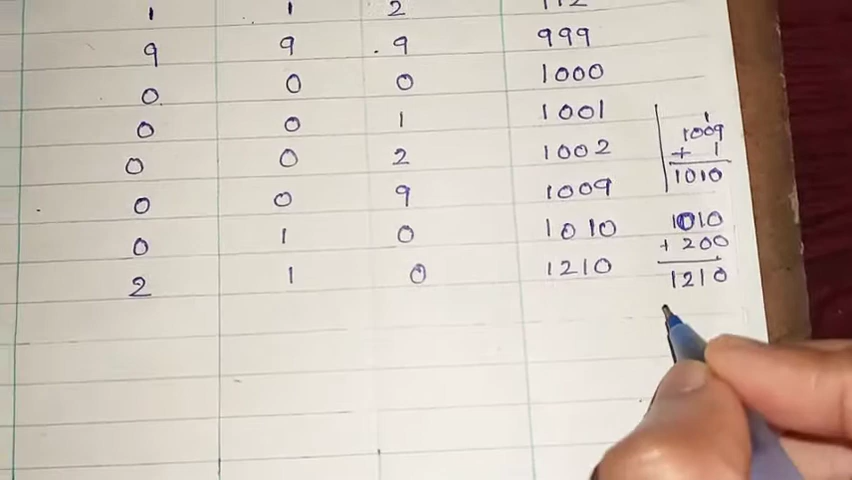 1 1 2 112
9 9 9 999
0 0 0 1000
0 0 1 1001
0 0 2 1002
0 0 9 1009
0 1 0 1010
2 1 0 1210
1
1009
+ 1
1010
1010
+ 200
1210